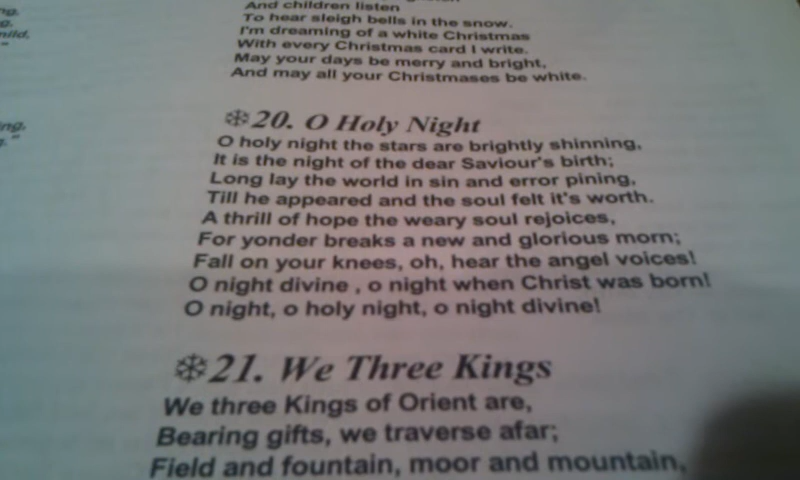 And children listen
To hear sleigh bells in the snow.
I'm dreaming of a white Christmas
With every Christmas card I write.
May your days be merry and bright,
And may all your Christmases be white.
❄20. O Holy Night
O holy night the stars are brightly shinning,
It is the night of the dear Saviour's birth;
Long lay the world in sin and error pining,
Till he appeared and the soul felt it's worth.
A thrill of hope the weary soul rejoices,
For yonder breaks a new and glorious morn;
Fall on your knees, oh, hear the angel voices!
O night divine , o night when Christ was born!
O night, o holy night, o night divine!
❄21. We Three Kings
We three Kings of Orient are,
Bearing gifts, we traverse afar;
Field and fountain, moor and mountain,